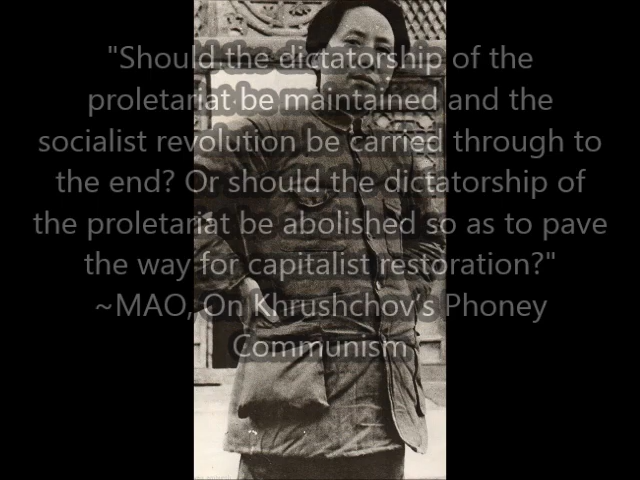 "Should the dictatorship of the
proletariat be maintained and the
socialist revolution be carried through to
the end? Or should the dictatorship of
the proletariat be abolished so as to pave
the way for capitalist restoration?"
~MAO, On Khrushchov's Phoney
Communism